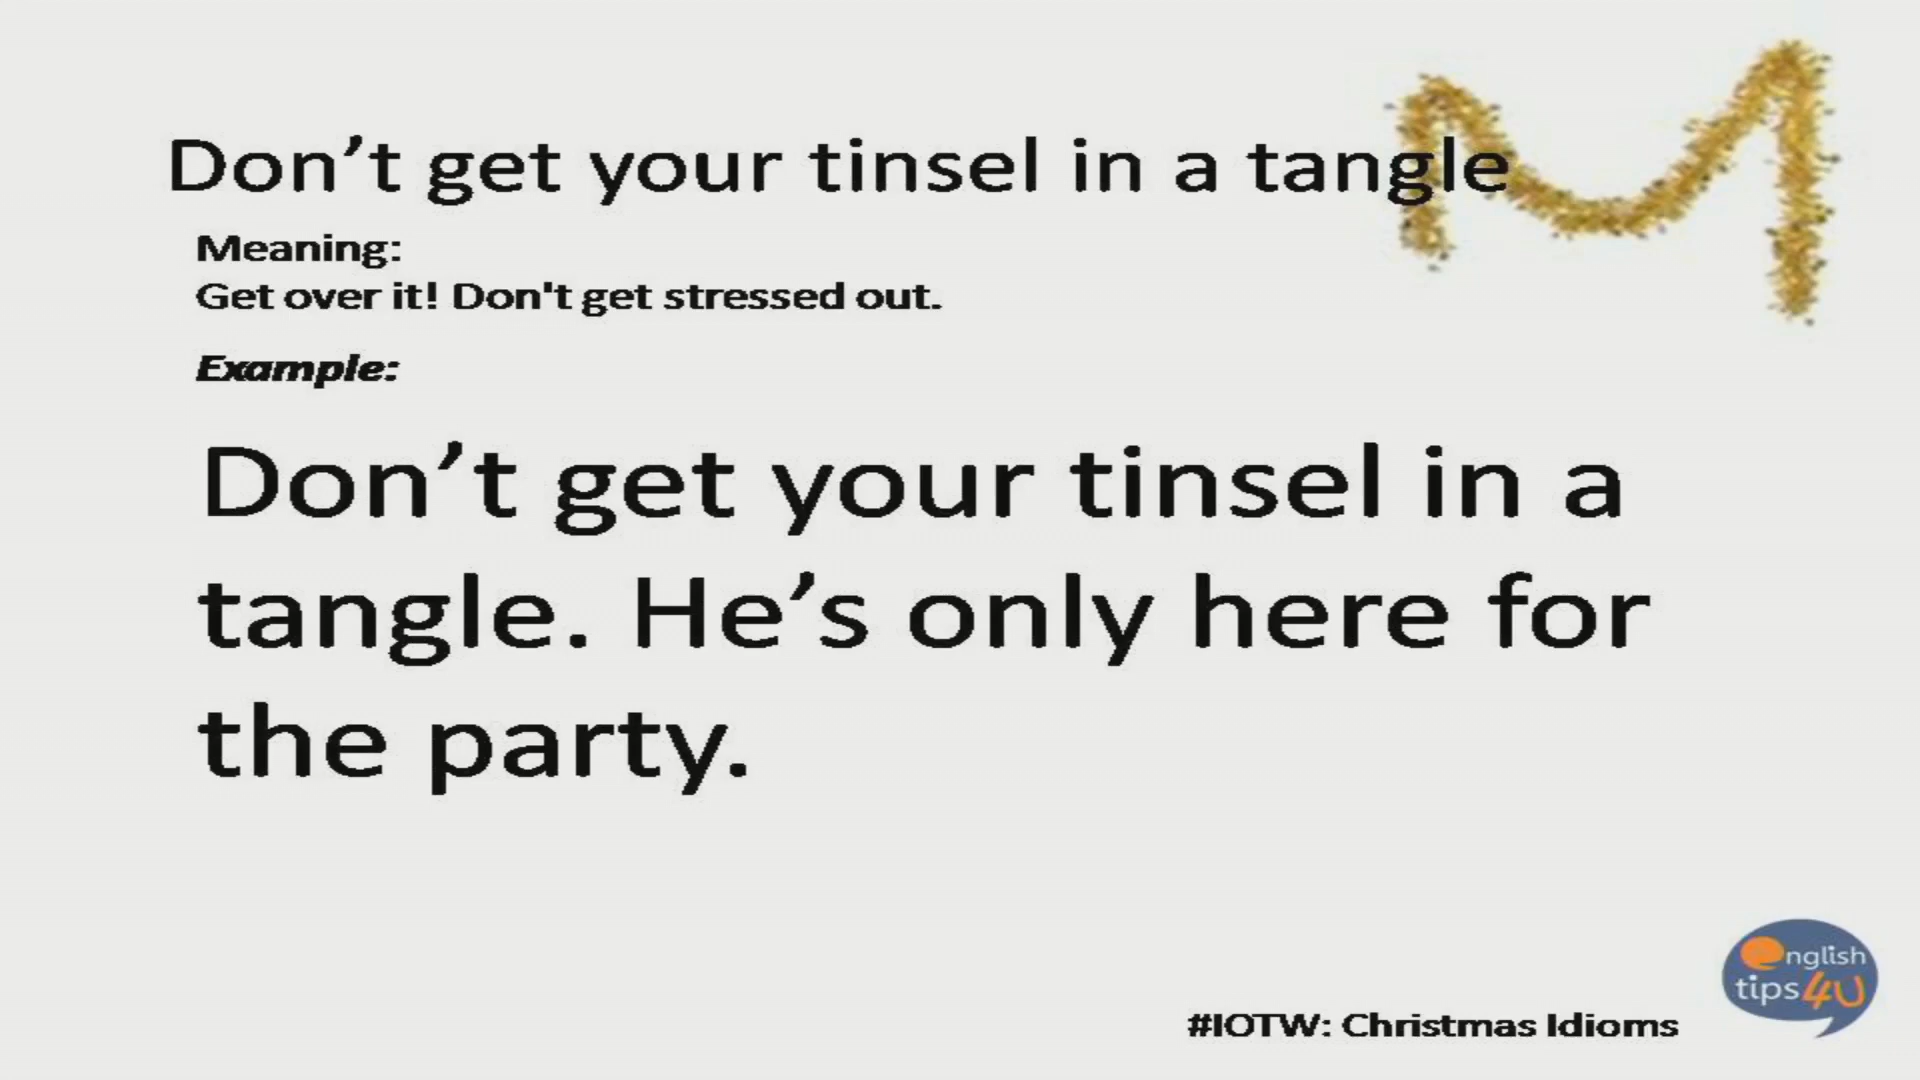 Don’t get your tinsel in a tangle
Meaning:
Get over it! Don't get stressed out.
Example:
Don’t get your tinsel in a
tangle. He’s only here for
the party.
english
tips4U
#IOTW: Christmas Idioms